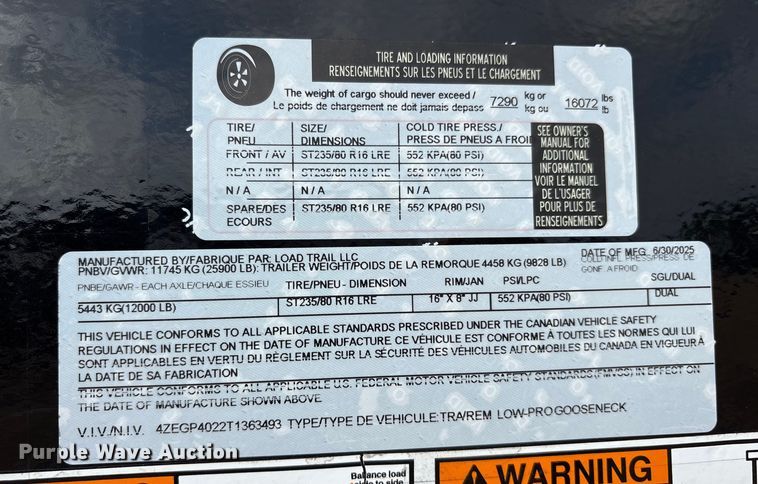 TIRE AND LOADING INFORMATION
RENSEIGNEMENTS SUR LES PNEUS ET LE CHARGEMENT
The weight of cargo should never exceed / kg or lbs
Le poids de chargement ne doit jamais depass 7290 kg ou 16072 lb
TIRE/ SIZE/ COLD TIRE PRESS./
PNEU DIMENSIONS PRESS DE PNEUS A FROI
FRONT / AV ST235/80 R16 LRE 552 KPA(80 PSI)
REAR / INT ST235/80 R16 LRE 552 KPA(80 PSI)
N / A N / A N / A
SPARE/DES ST235/80 R16 LRE 552 KPA(80 PSI)
ECOURS
SEE OWNER'S
MANUAL FOR
ADDITIONAL
INFORMATION
VOIR LE MANUEL
DE L'USAGER
POUR PLUS DE
RENSEIGNEMENTS
MANUFACTURED BY/FABRIQUE PAR: LOAD TRAIL LLC DATE OF MFG 6/30/2025
PNBV/GVWR: 11745 KG (25900 LB): TRAILER WEIGHT/POIDS DE LA REMORQUE 4458 KG (9828 LB)
GONF. A FROID
PNBE/GAWR - EACH AXLE/CHAQUE ESSIEU TIRE/PNEU - DIMENSION RIM/JAN PSI/LPC SGL/DUAL
5443 KG(12000 LB) ST235/80 R16 LRE 16" X 8" JJ 552 KPA(80 PSI) DUAL
THIS VEHICLE CONFORMS TO ALL APPLICABLE STANDARDS PRESCRIBED UNDER THE CANADIAN VEHICLE SAFETY
REGULATIONS IN EFFECT ON THE DATE OF MANUFACTURE CE VÉHICULE EST CONFORME À TOUTES LES NORMES QUI LUI
SONT APPLICABLES EN VERTU DU RÈGLEMENT SUR LA SÉCURITÉ DES VÉHICULES AUTOMOBILES DU CANADA EN VIGUEUR À
LA DATE DE SA FABRICATION
THIS VEHICLE CONFORMS TO ALL APPLICABLE U.S. FEDERAL MOTOR VEHICLE SAFETY STANDARDS (FMVSS) IN EFFECT ON
THE DATE OF MANUFACTURE SHOWN ABOVE.
V.I.V./N.I.V. 4ZEGP4022T1363493 TYPE/TYPE DE VEHICULE:TRA/REM LOW-PRO GOOSENECK
Purple Wave Auction
Balance load
side to side
WARNING